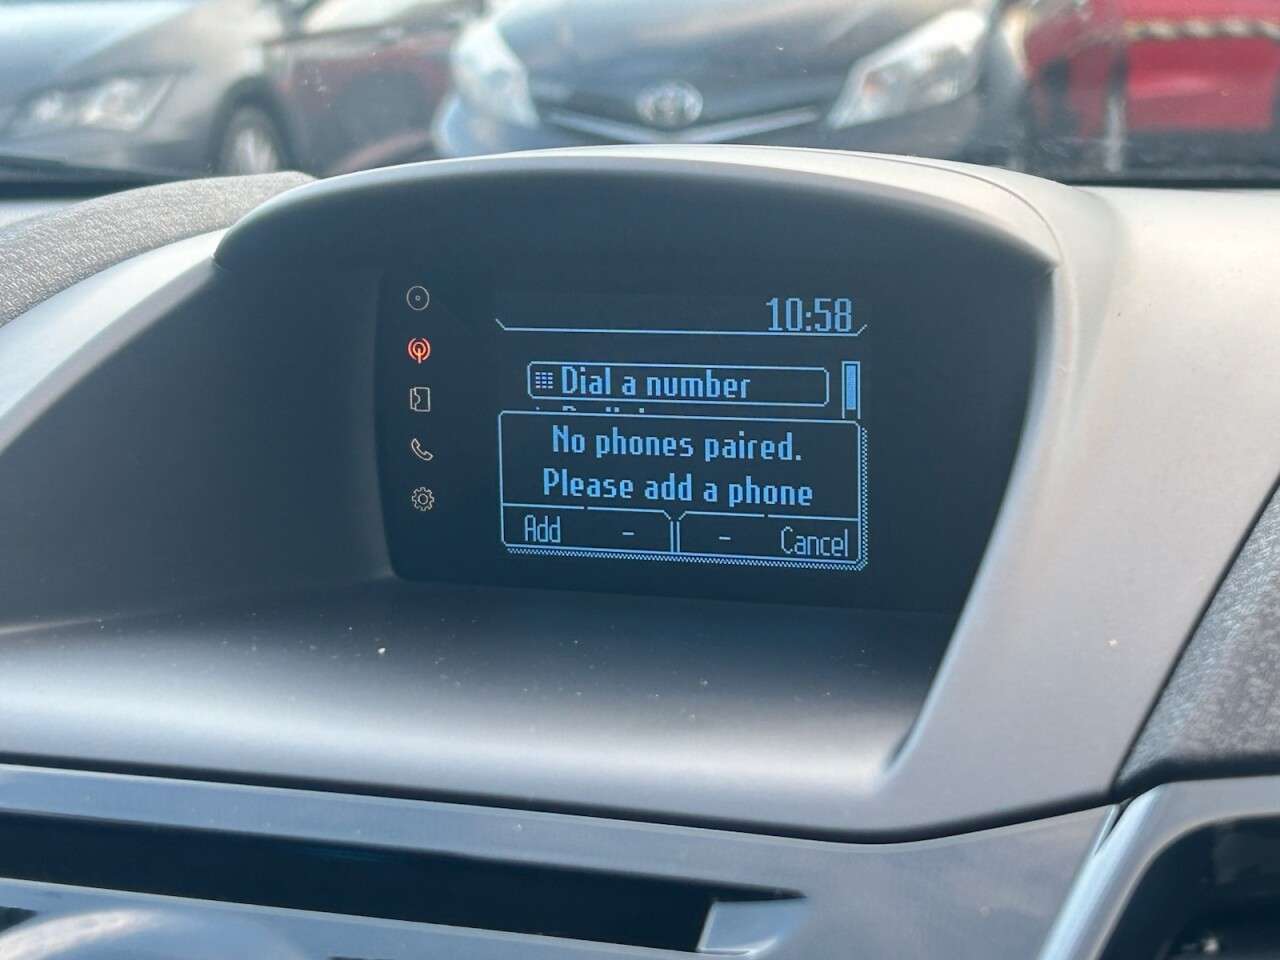 10:58
Dial a number
No phones paired.
Please add a phone
Add - - Cancel